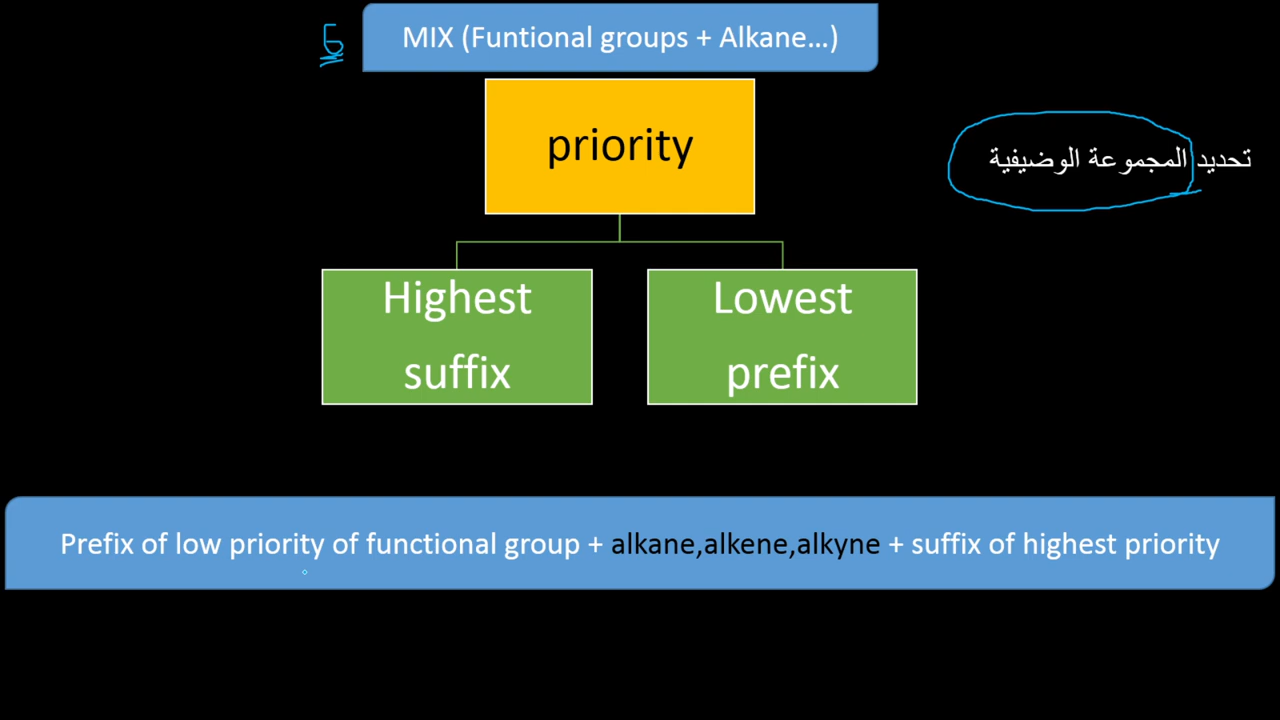 MIX (Funtional groups + Alkane...)
priority
تحديد المجموعة الوضيفية
Highest
suffix
Lowest
prefix
Prefix of low priority of functional group + alkane,alkene,alkyne + suffix of highest priority